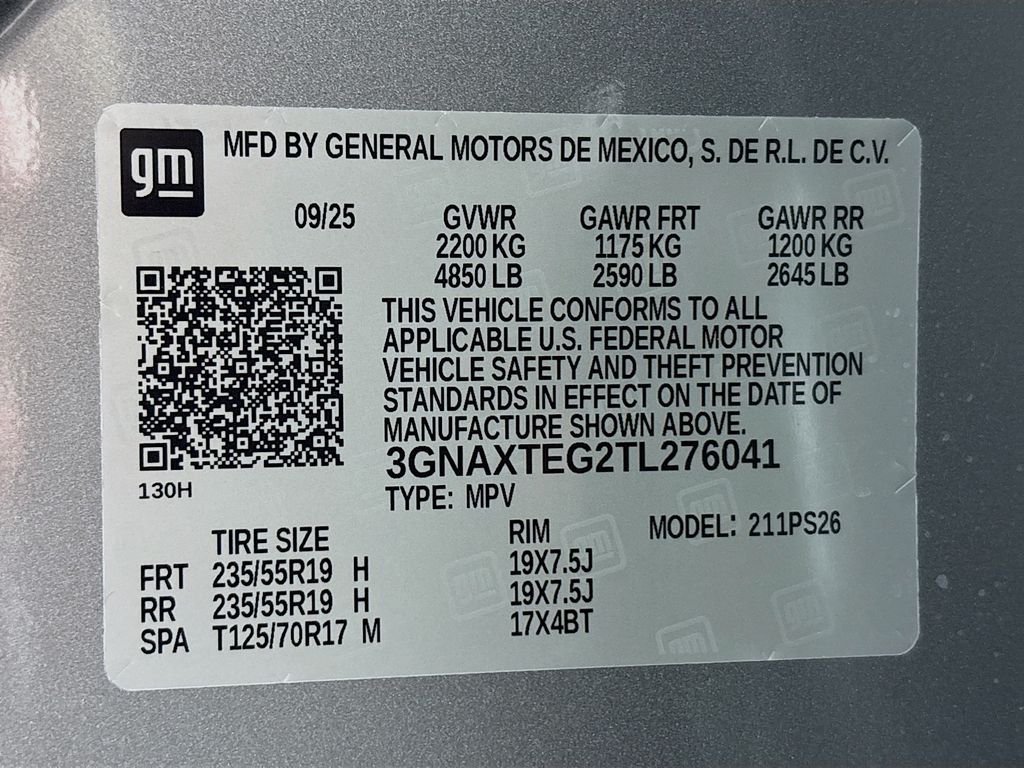 gm
MFD BY GENERAL MOTORS DE MEXICO, S. DE R.L. DE C.V.
09/25 GVWR GAWR FRT GAWR RR
2200 KG 1175 KG 1200 KG
4850 LB 2590 LB 2645 LB
THIS VEHICLE CONFORMS TO ALL
APPLICABLE U.S. FEDERAL MOTOR
VEHICLE SAFETY AND THEFT PREVENTION
STANDARDS IN EFFECT ON THE DATE OF
MANUFACTURE SHOWN ABOVE.
3GNAXTEG2TL276041
130H
TYPE: MPV
MODEL: 211PS26
TIRE SIZE RIM
FRT 235/55R19 H 19X7.5J
RR 235/55R19 H 19X7.5J
SPA T125/70R17 M 17X4BT